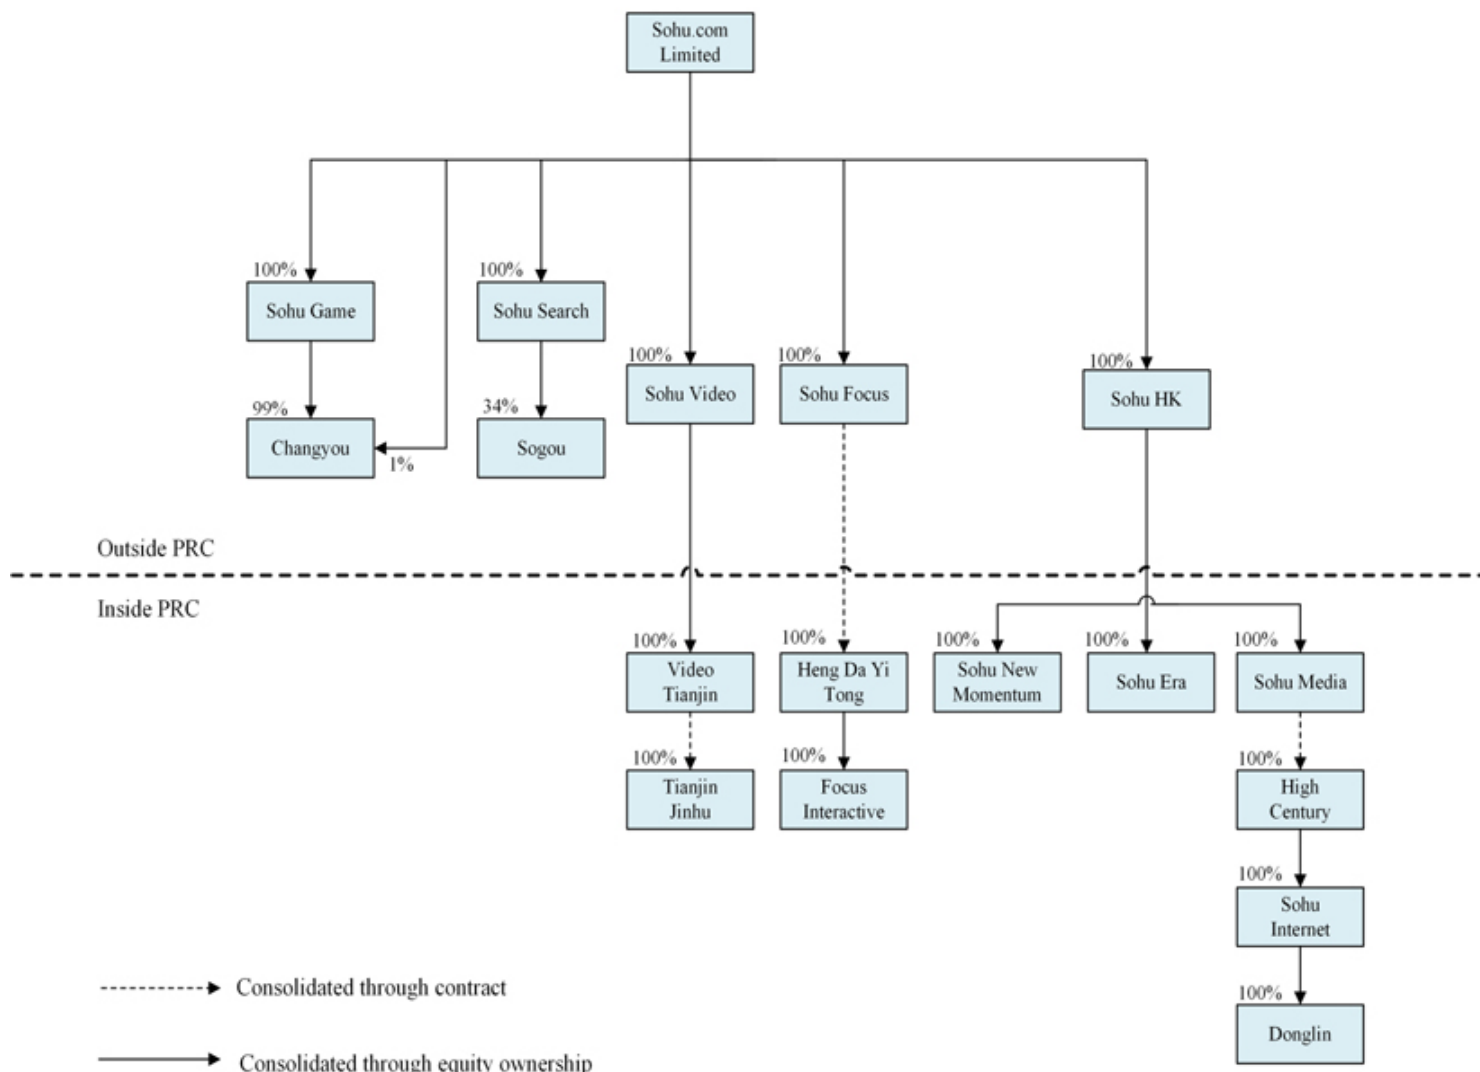 Sohu.com
Limited
100%
Sohu Game
100%
Sohu Search
100%
Sohu Video
100%
Sohu Focus
100%
Sohu HK
99%
Changyou
1%
34%
Sogou
Outside PRC
Inside PRC
100%
Video
Tianjin
100%
Heng Da Yi
Tong
100%
Sohu New
Momentum
100%
Sohu Era
100%
Sohu Media
100%
Tianjin
Jinhu
100%
Focus
Interactive
100%
High
Century
100%
Sohu
Internet
100%
Donglin
Consolidated through contract
Consolidated through equity ownership